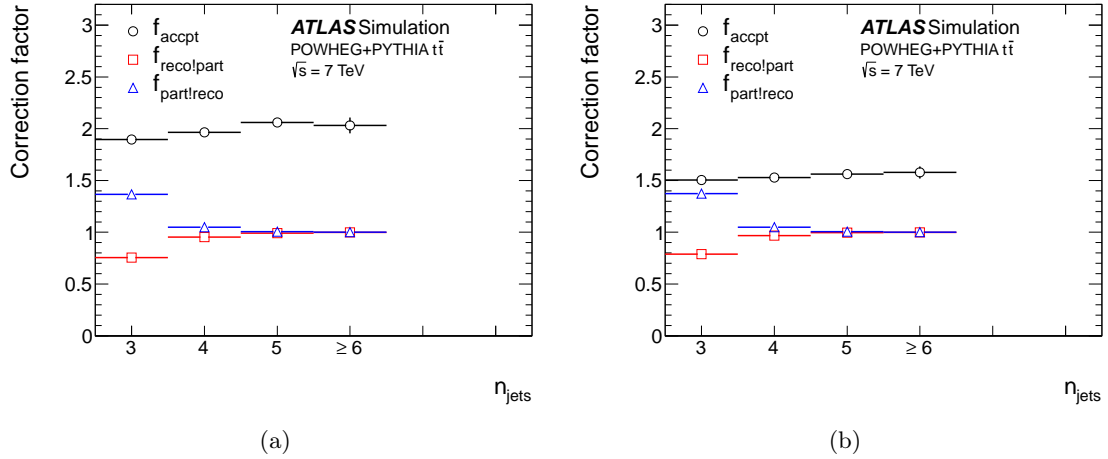 Correction factor
3
2.5
2
1.5
1
0.5
0
f_accpt
f_reco!part
f_part!reco
ATLAS Simulation
POWHEG+PYTHIA tt̄
√s = 7 TeV
3 4 5 ≥ 6
n_jets
(a)
Correction factor
3
2.5
2
1.5
1
0.5
0
f_accpt
f_reco!part
f_part!reco
ATLAS Simulation
POWHEG+PYTHIA tt̄
√s = 7 TeV
3 4 5 ≥ 6
n_jets
(b)